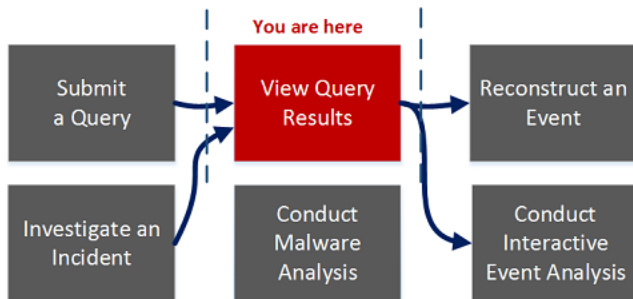 You are here
Submit
a Query
View Query
Results
Reconstruct an
Event
Investigate an
Incident
Conduct
Malware
Analysis
Conduct
Interactive
Event Analysis